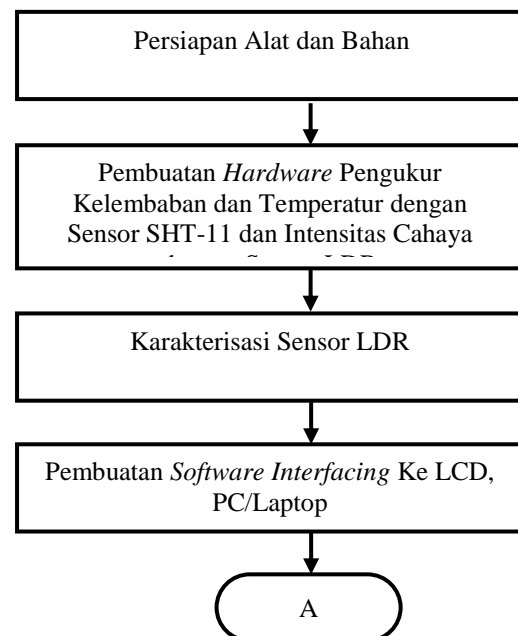 Persiapan Alat dan Bahan
Pembuatan Hardware Pengukur
Kelembaban dan Temperatur dengan
Sensor SHT-11 dan Intensitas Cahaya
Karakterisasi Sensor LDR
Pembuatan Software Interfacing Ke LCD,
PC/Laptop
A